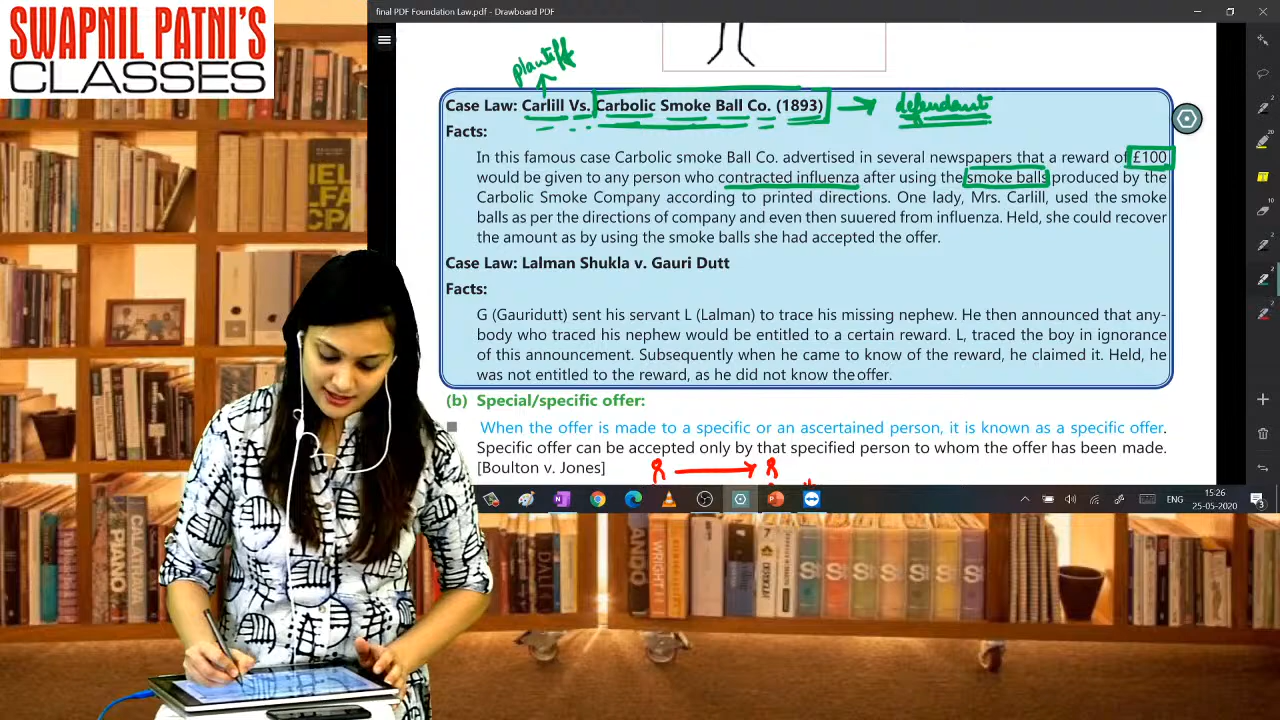 SWAPNIL PATNI'S
CLASSES
final PDF Foundation Law.pdf - Drawboard PDF
plantiff
Case Law: Carlill Vs. Carbolic Smoke Ball Co. (1893) → defendant
Facts:
In this famous case Carbolic smoke Ball Co. advertised in several newspapers that a reward of £100
would be given to any person who contracted influenza after using the smoke balls produced by the
Carbolic Smoke Company according to printed directions. One lady, Mrs. Carlill, used the smoke
balls as per the directions of company and even then suuered from influenza. Held, she could recover
the amount as by using the smoke balls she had accepted the offer.
Case Law: Lalman Shukla v. Gauri Dutt
Facts:
G (Gauridutt) sent his servant L (Lalman) to trace his missing nephew. He then announced that any-
body who traced his nephew would be entitled to a certain reward. L, traced the boy in ignorance
of this announcement. Subsequently when he came to know of the reward, he claimed it. Held, he
was not entitled to the reward, as he did not know theoffer.
(b) Special/specific offer:
When the offer is made to a specific or an ascertained person, it is known as a specific offer.
Specific offer can be accepted only by that specified person to whom the offer has been made.
[Boulton v. Jones]
ENG
15:26
25-05-2020
HEL
LFA
CPA
PIANO
WRIGHT